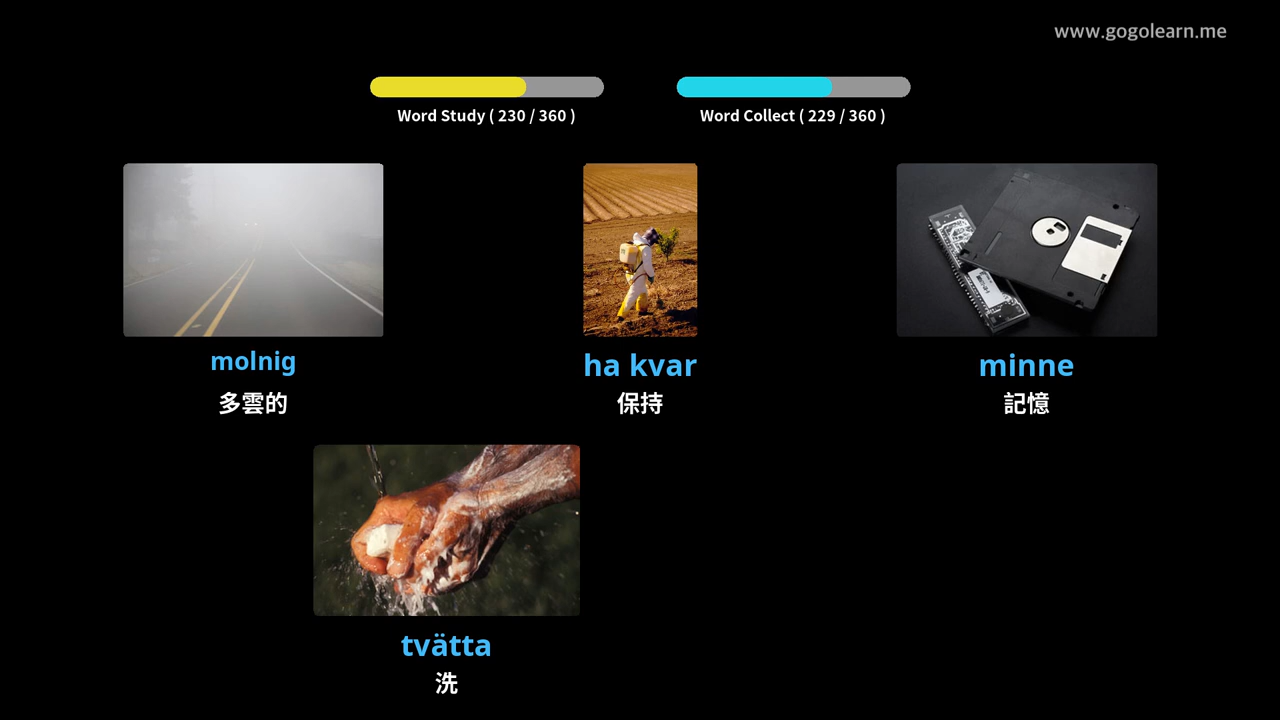 www.gogolearn.me
Word Study ( 230 / 360 )
Word Collect ( 229 / 360 )
molnig
多雲的
ha kvar
保持
minne
記憶
tvätta
洗